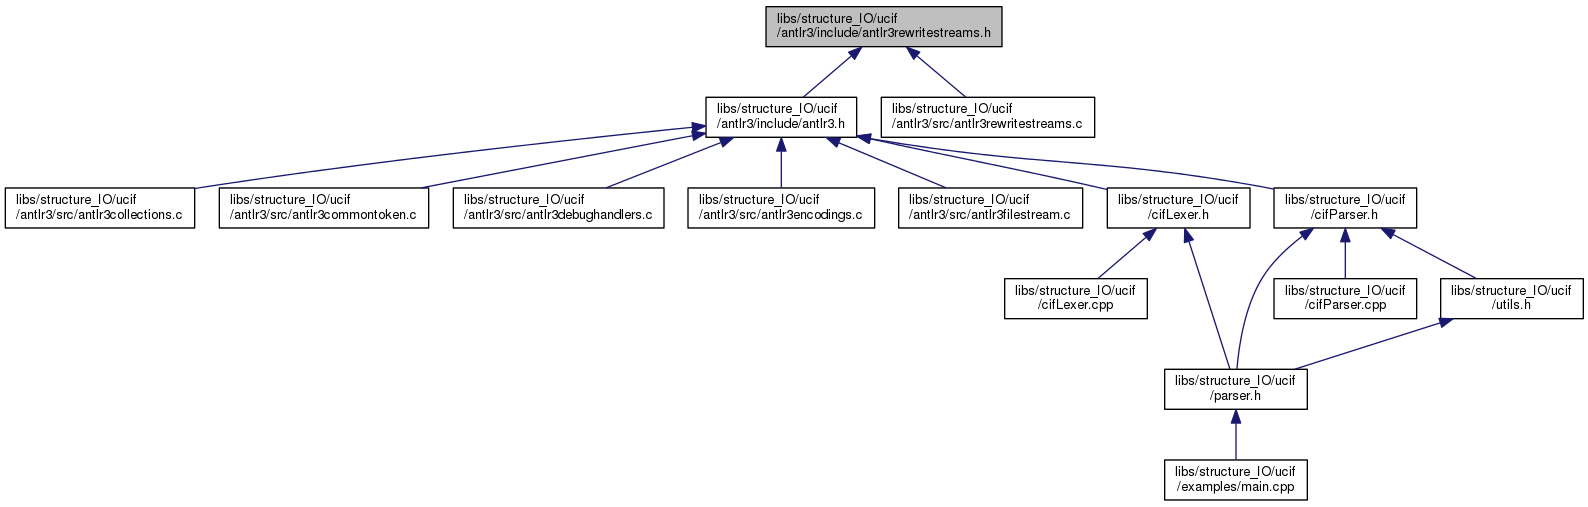 libs/structure_IO/ucif
/antlr3/include/antlr3rewritestreams.h
libs/structure_IO/ucif
/antlr3/include/antlr3.h
libs/structure_IO/ucif
/antlr3/src/antlr3rewritestreams.c
libs/structure_IO/ucif
/antlr3/src/antlr3collections.c
libs/structure_IO/ucif
/antlr3/src/antlr3commontoken.c
libs/structure_IO/ucif
/antlr3/src/antlr3debughandlers.c
libs/structure_IO/ucif
/antlr3/src/antlr3encodings.c
libs/structure_IO/ucif
/antlr3/src/antlr3filestream.c
libs/structure_IO/ucif
/cifLexer.h
libs/structure_IO/ucif
/cifParser.h
libs/structure_IO/ucif
/cifLexer.cpp
libs/structure_IO/ucif
/cifParser.cpp
libs/structure_IO/ucif
/utils.h
libs/structure_IO/ucif
/parser.h
libs/structure_IO/ucif
/examples/main.cpp